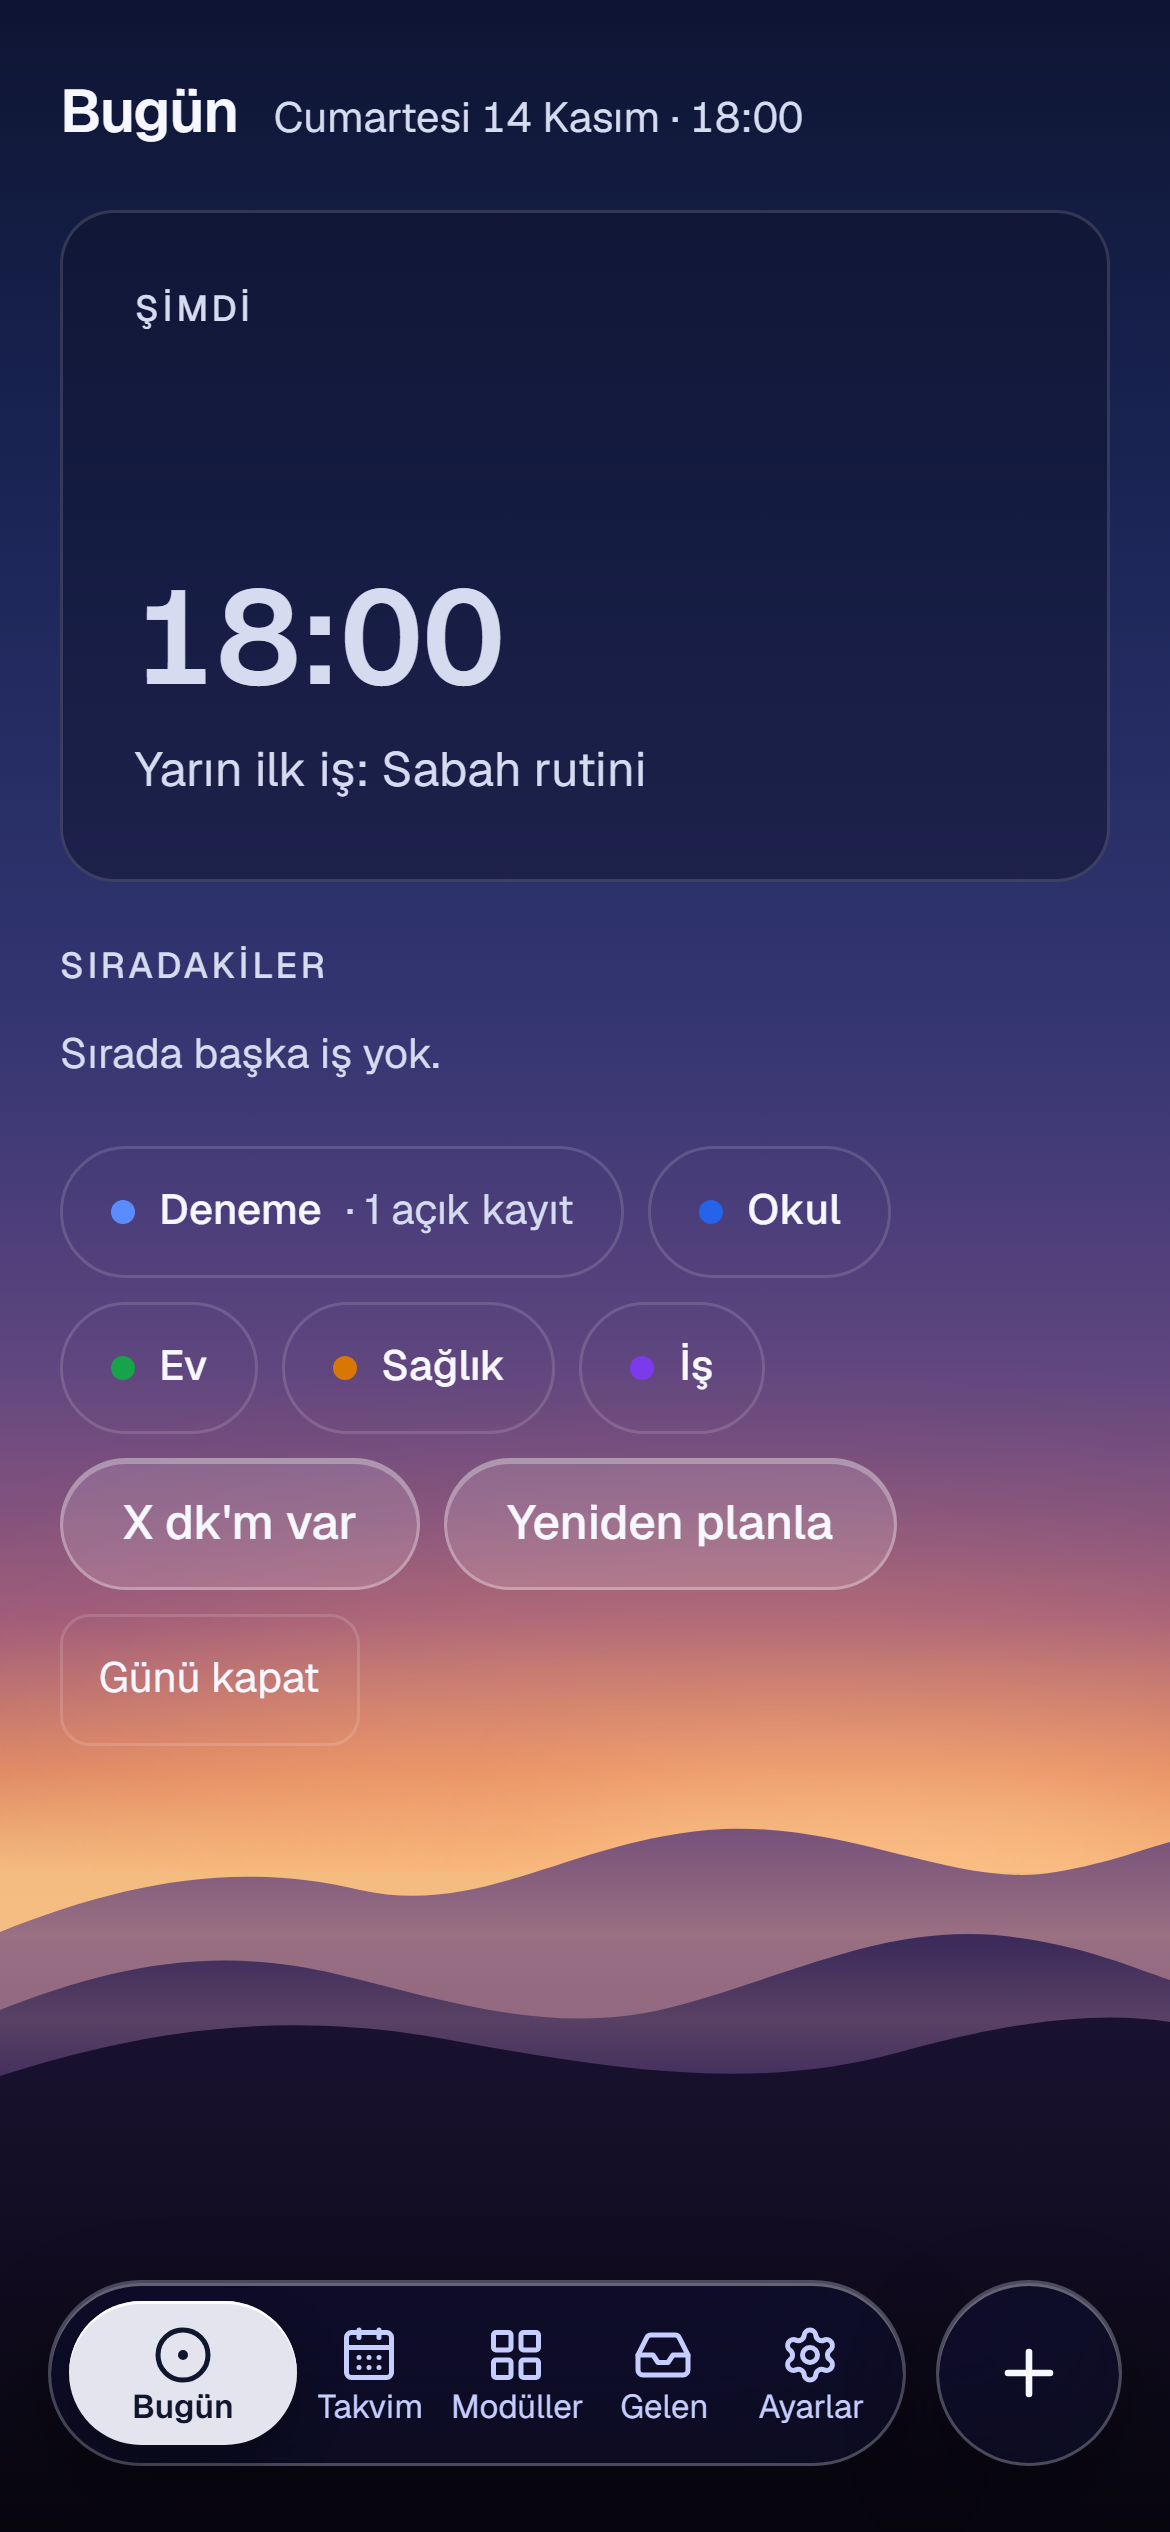 Bugün Cumartesi 14 Kasım · 18:00
ŞİMDİ
18:00
Yarın ilk iş: Sabah rutini
SIRADAKİLER
Sırada başka iş yok.
Deneme · 1 açık kayıt Okul
Ev Sağlık İş
X dk'm var Yeniden planla
Günü kapat
Bugün Takvim Modüller Gelen Ayarlar